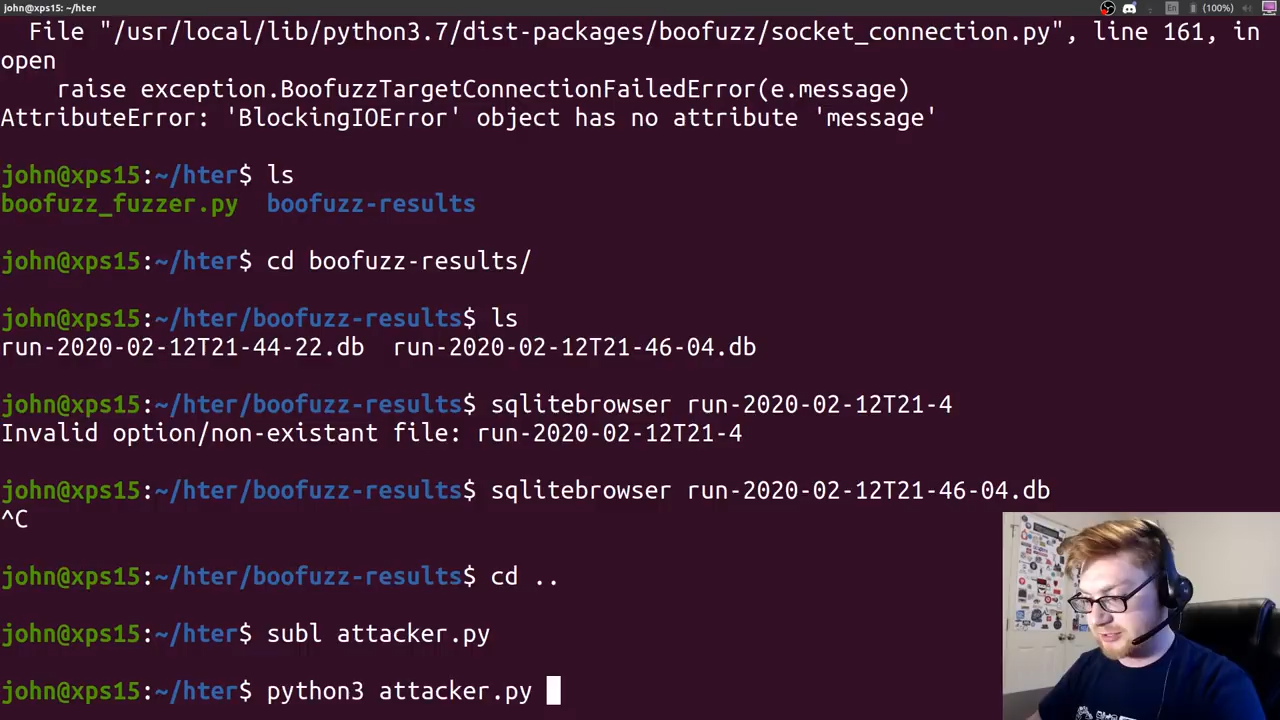 john@xps15: ~/hter
En
(100%)
File "/usr/local/lib/python3.7/dist-packages/boofuzz/socket_connection.py", line 161, in
open
raise exception.BoofuzzTargetConnectionFailedError(e.message)
AttributeError: 'BlockingIOError' object has no attribute 'message'
john@xps15:~/hter$ ls
boofuzz_fuzzer.py  boofuzz-results
john@xps15:~/hter$ cd boofuzz-results/
john@xps15:~/hter/boofuzz-results$ ls
run-2020-02-12T21-44-22.db  run-2020-02-12T21-46-04.db
john@xps15:~/hter/boofuzz-results$ sqlitebrowser run-2020-02-12T21-4
Invalid option/non-existant file: run-2020-02-12T21-4
john@xps15:~/hter/boofuzz-results$ sqlitebrowser run-2020-02-12T21-46-04.db
^C
john@xps15:~/hter/boofuzz-results$ cd ..
john@xps15:~/hter$ subl attacker.py
john@xps15:~/hter$ python3 attacker.py